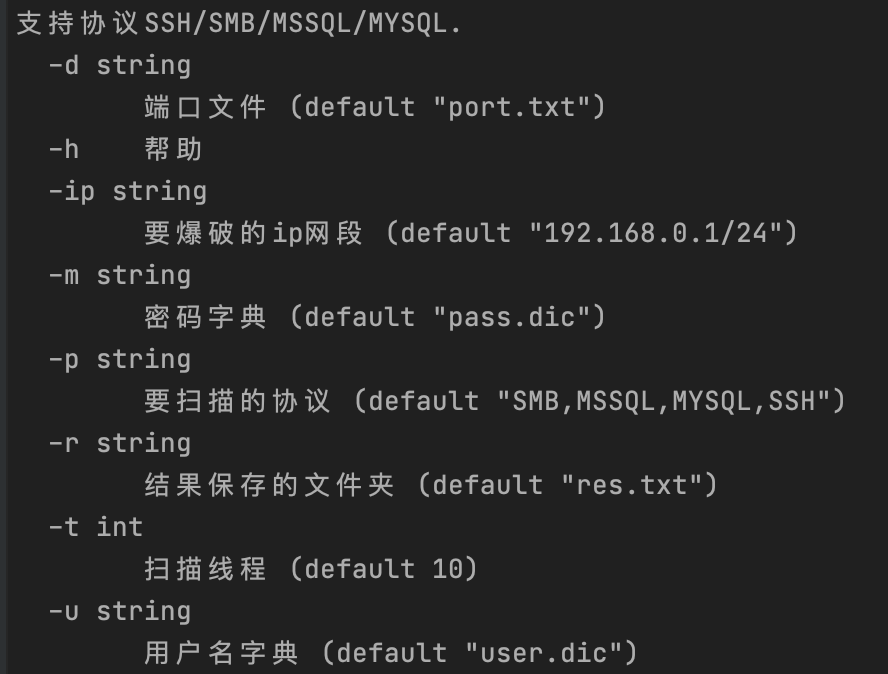 支持协议SSH/SMB/MSSQL/MYSQL.
-d string
端口文件 (default "port.txt")
-h 帮助
-ip string
要爆破的ip网段 (default "192.168.0.1/24")
-m string
密码字典 (default "pass.dic")
-p string
要扫描的协议 (default "SMB,MSSQL,MYSQL,SSH")
-r string
结果保存的文件夹 (default "res.txt")
-t int
扫描线程 (default 10)
-u string
用户名字典 (default "user.dic")